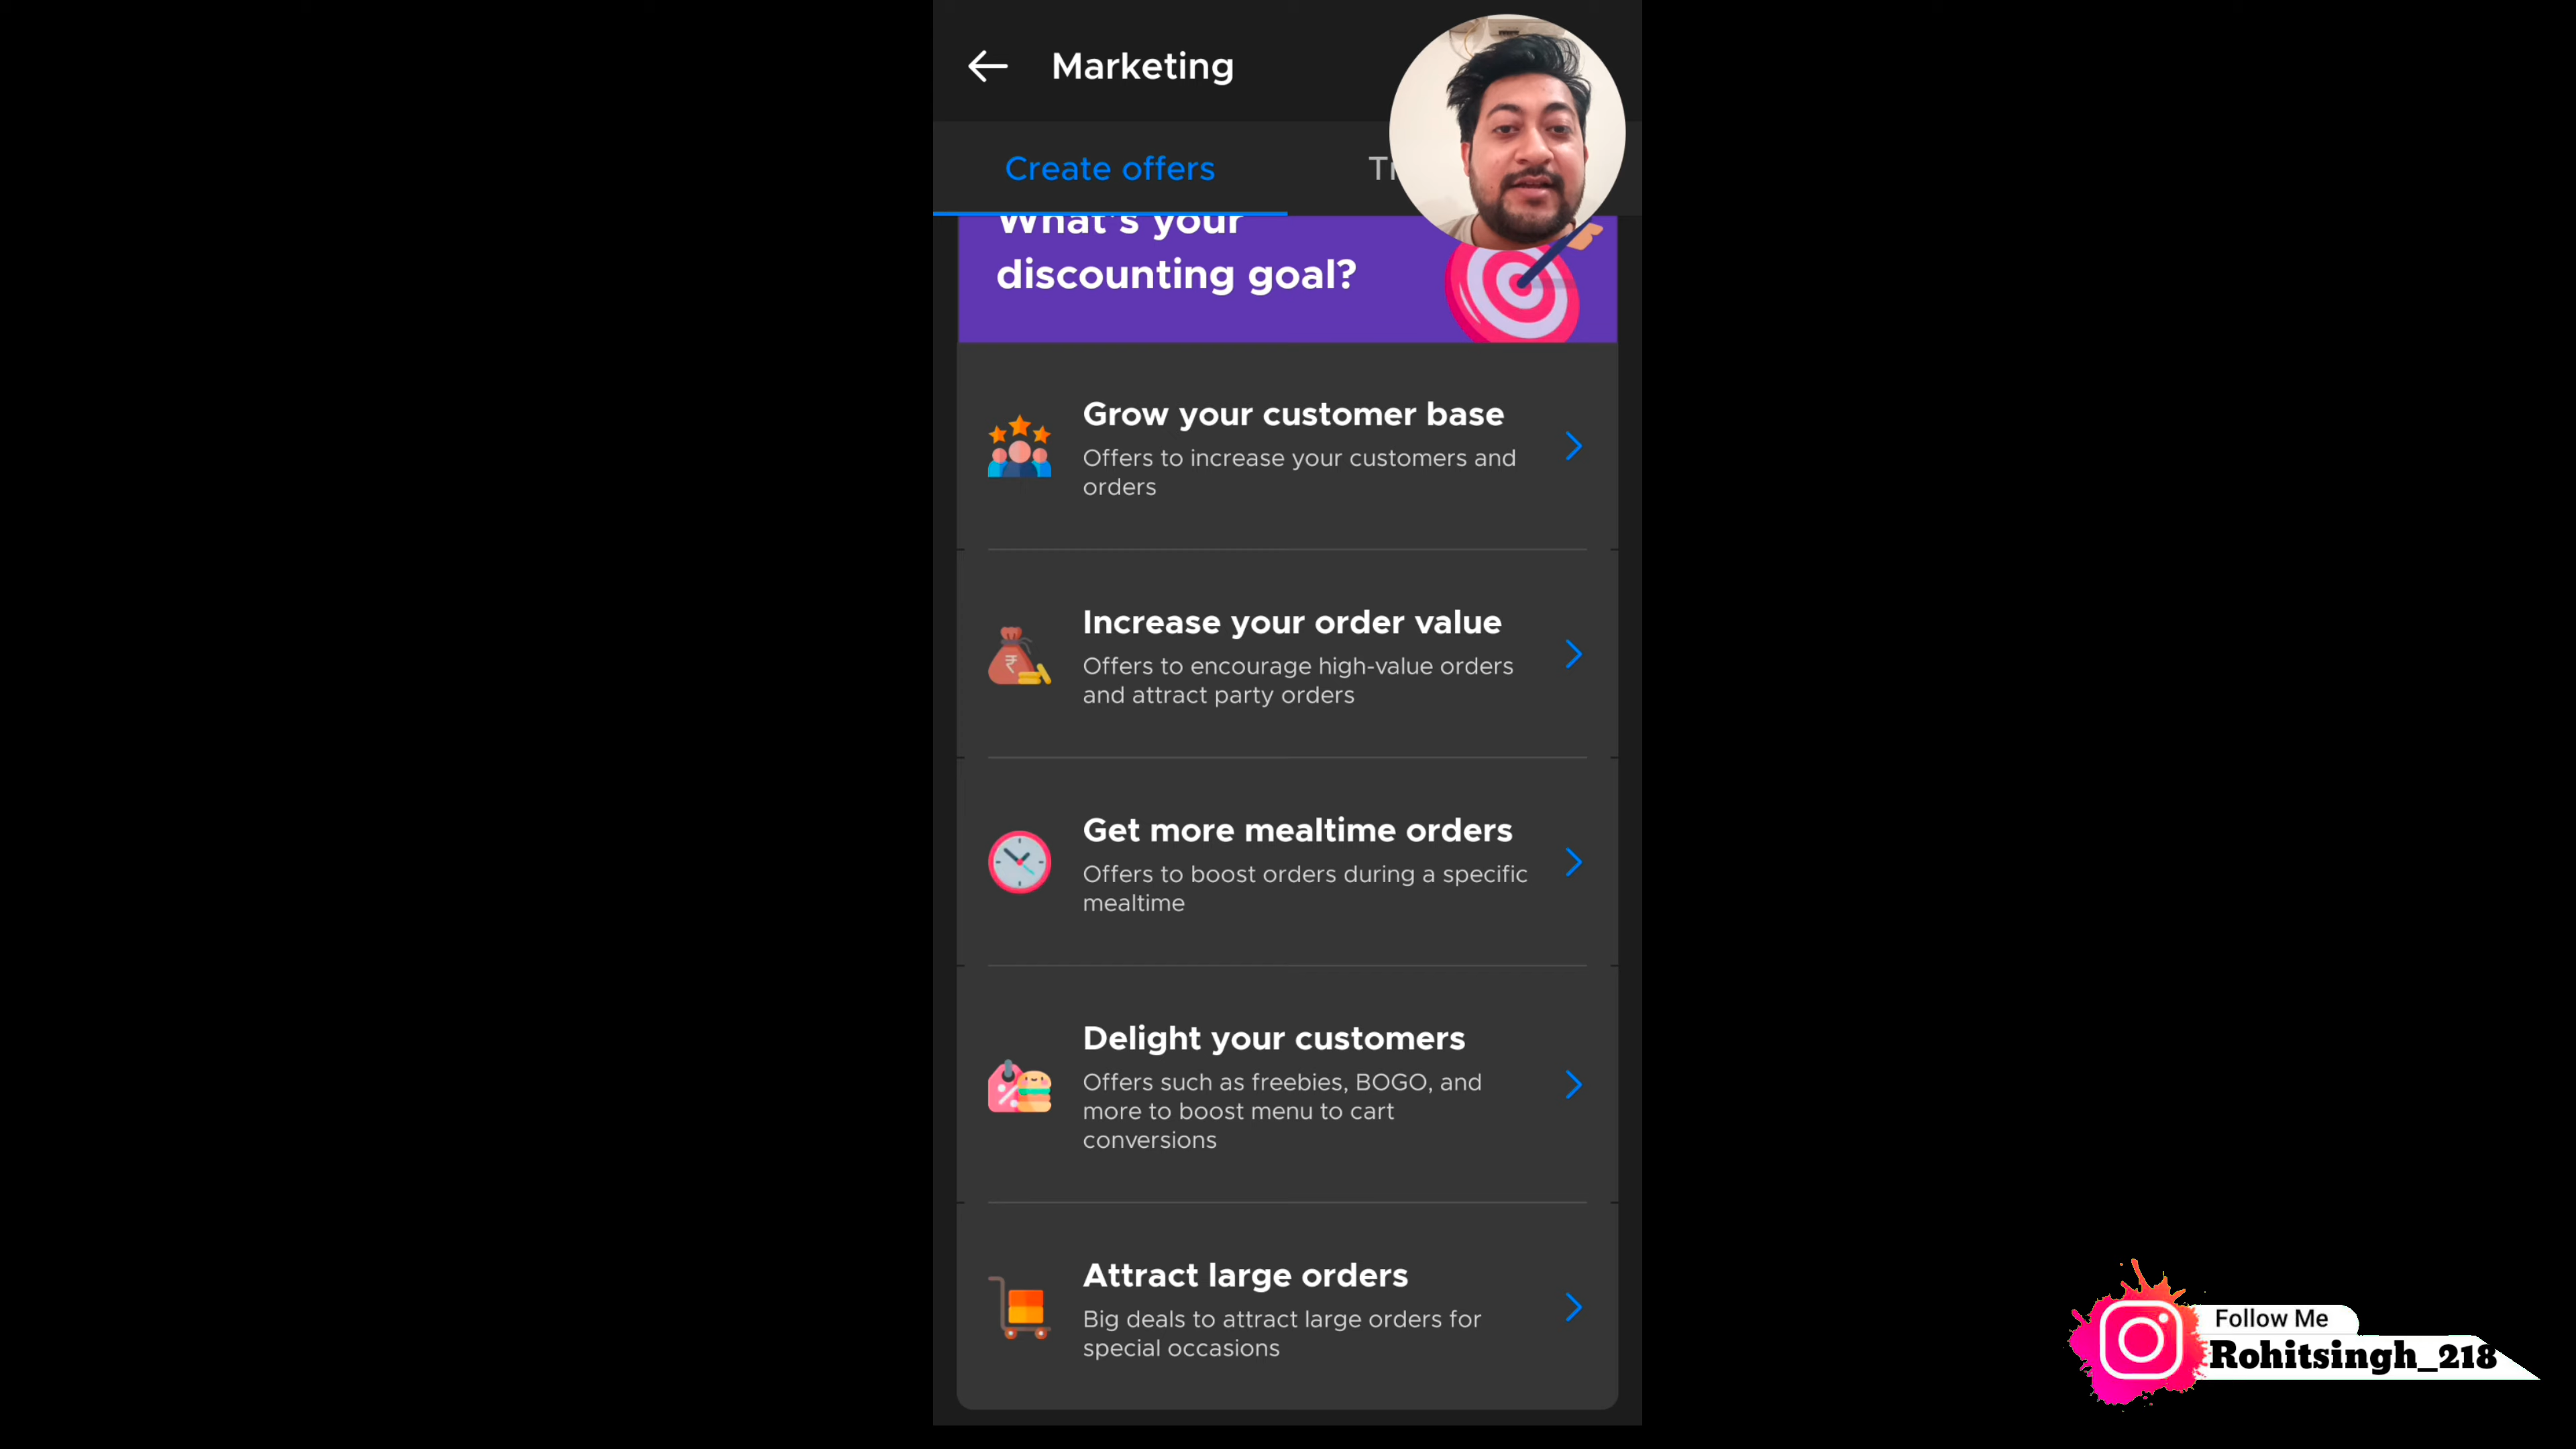 Marketing
Create offers
What's your
discounting goal?
Grow your customer base
Offers to increase your customers and
orders
Increase your order value
Offers to encourage high-value orders
and attract party orders
Get more mealtime orders
Offers to boost orders during a specific
mealtime
Delight your customers
Offers such as freebies, BOGO, and
more to boost menu to cart
conversions
Attract large orders
Big deals to attract large orders for
special occasions
Follow Me
Rohitsingh_218